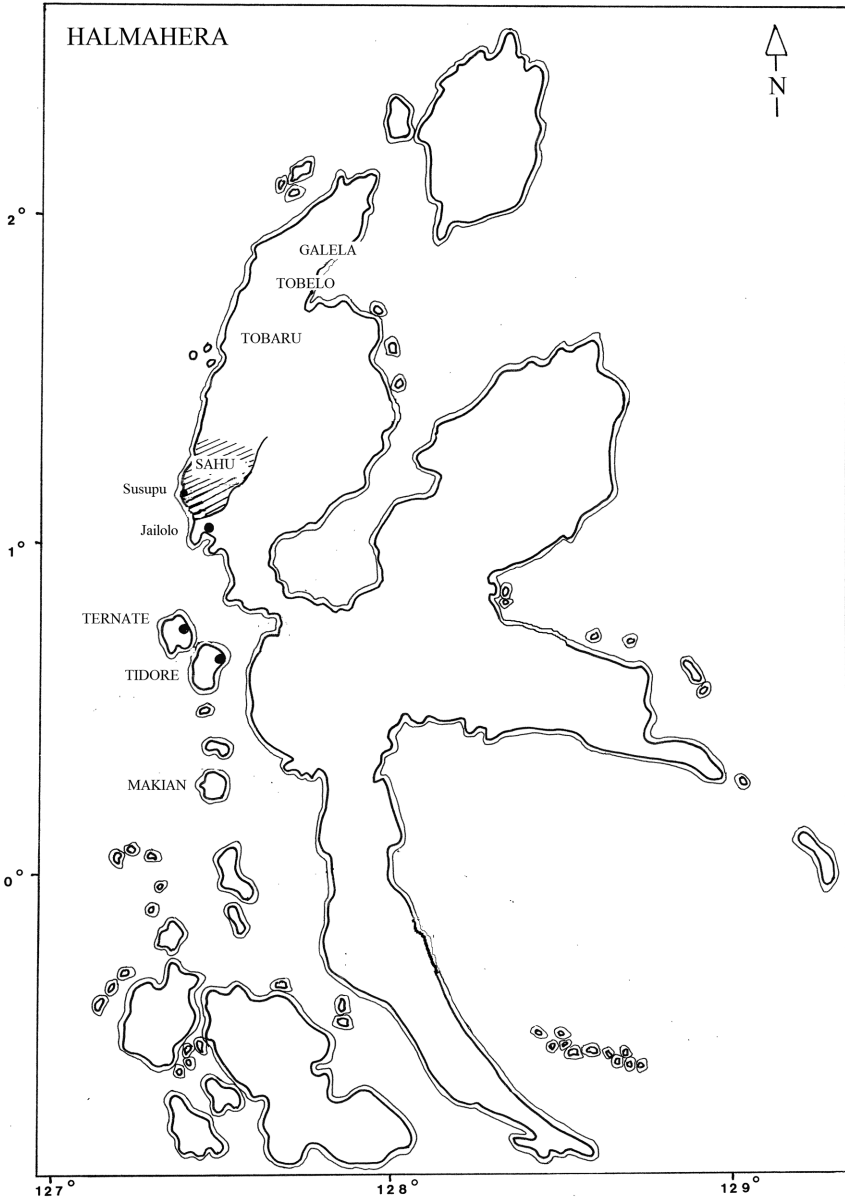 HALMAHERA
N
2°
GALELA
TOBELO
TOBARU
SAHU
Susupu
Jailolo
1°
TERNATE
TIDORE
MAKIAN
0°
127°
128°
129°